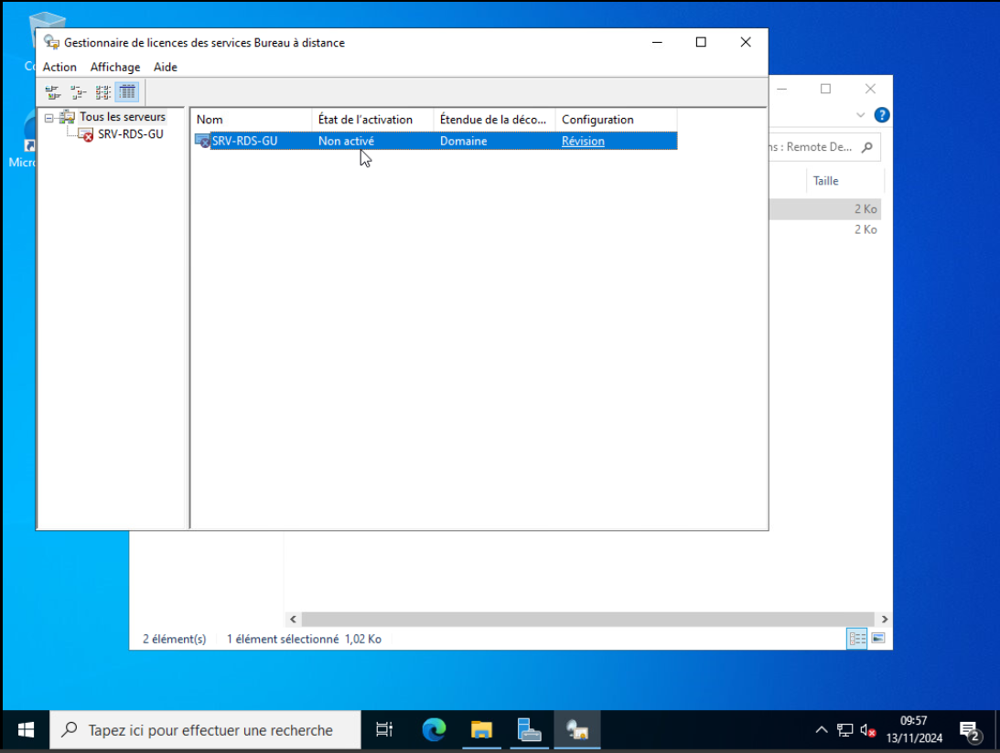 Gestionnaire de licences des services Bureau à distance
Action Affichage Aide
Tous les serveurs
SRV-RDS-GU
Nom État de l'activation Étendue de la déco... Configuration
SRV-RDS-GU Non activé Domaine Révision
: Remote De...
Taille
2 Ko
2 Ko
2 élément(s) 1 élément sélectionné 1,02 Ko
Tapez ici pour effectuer une recherche
09:57
13/11/2024
2